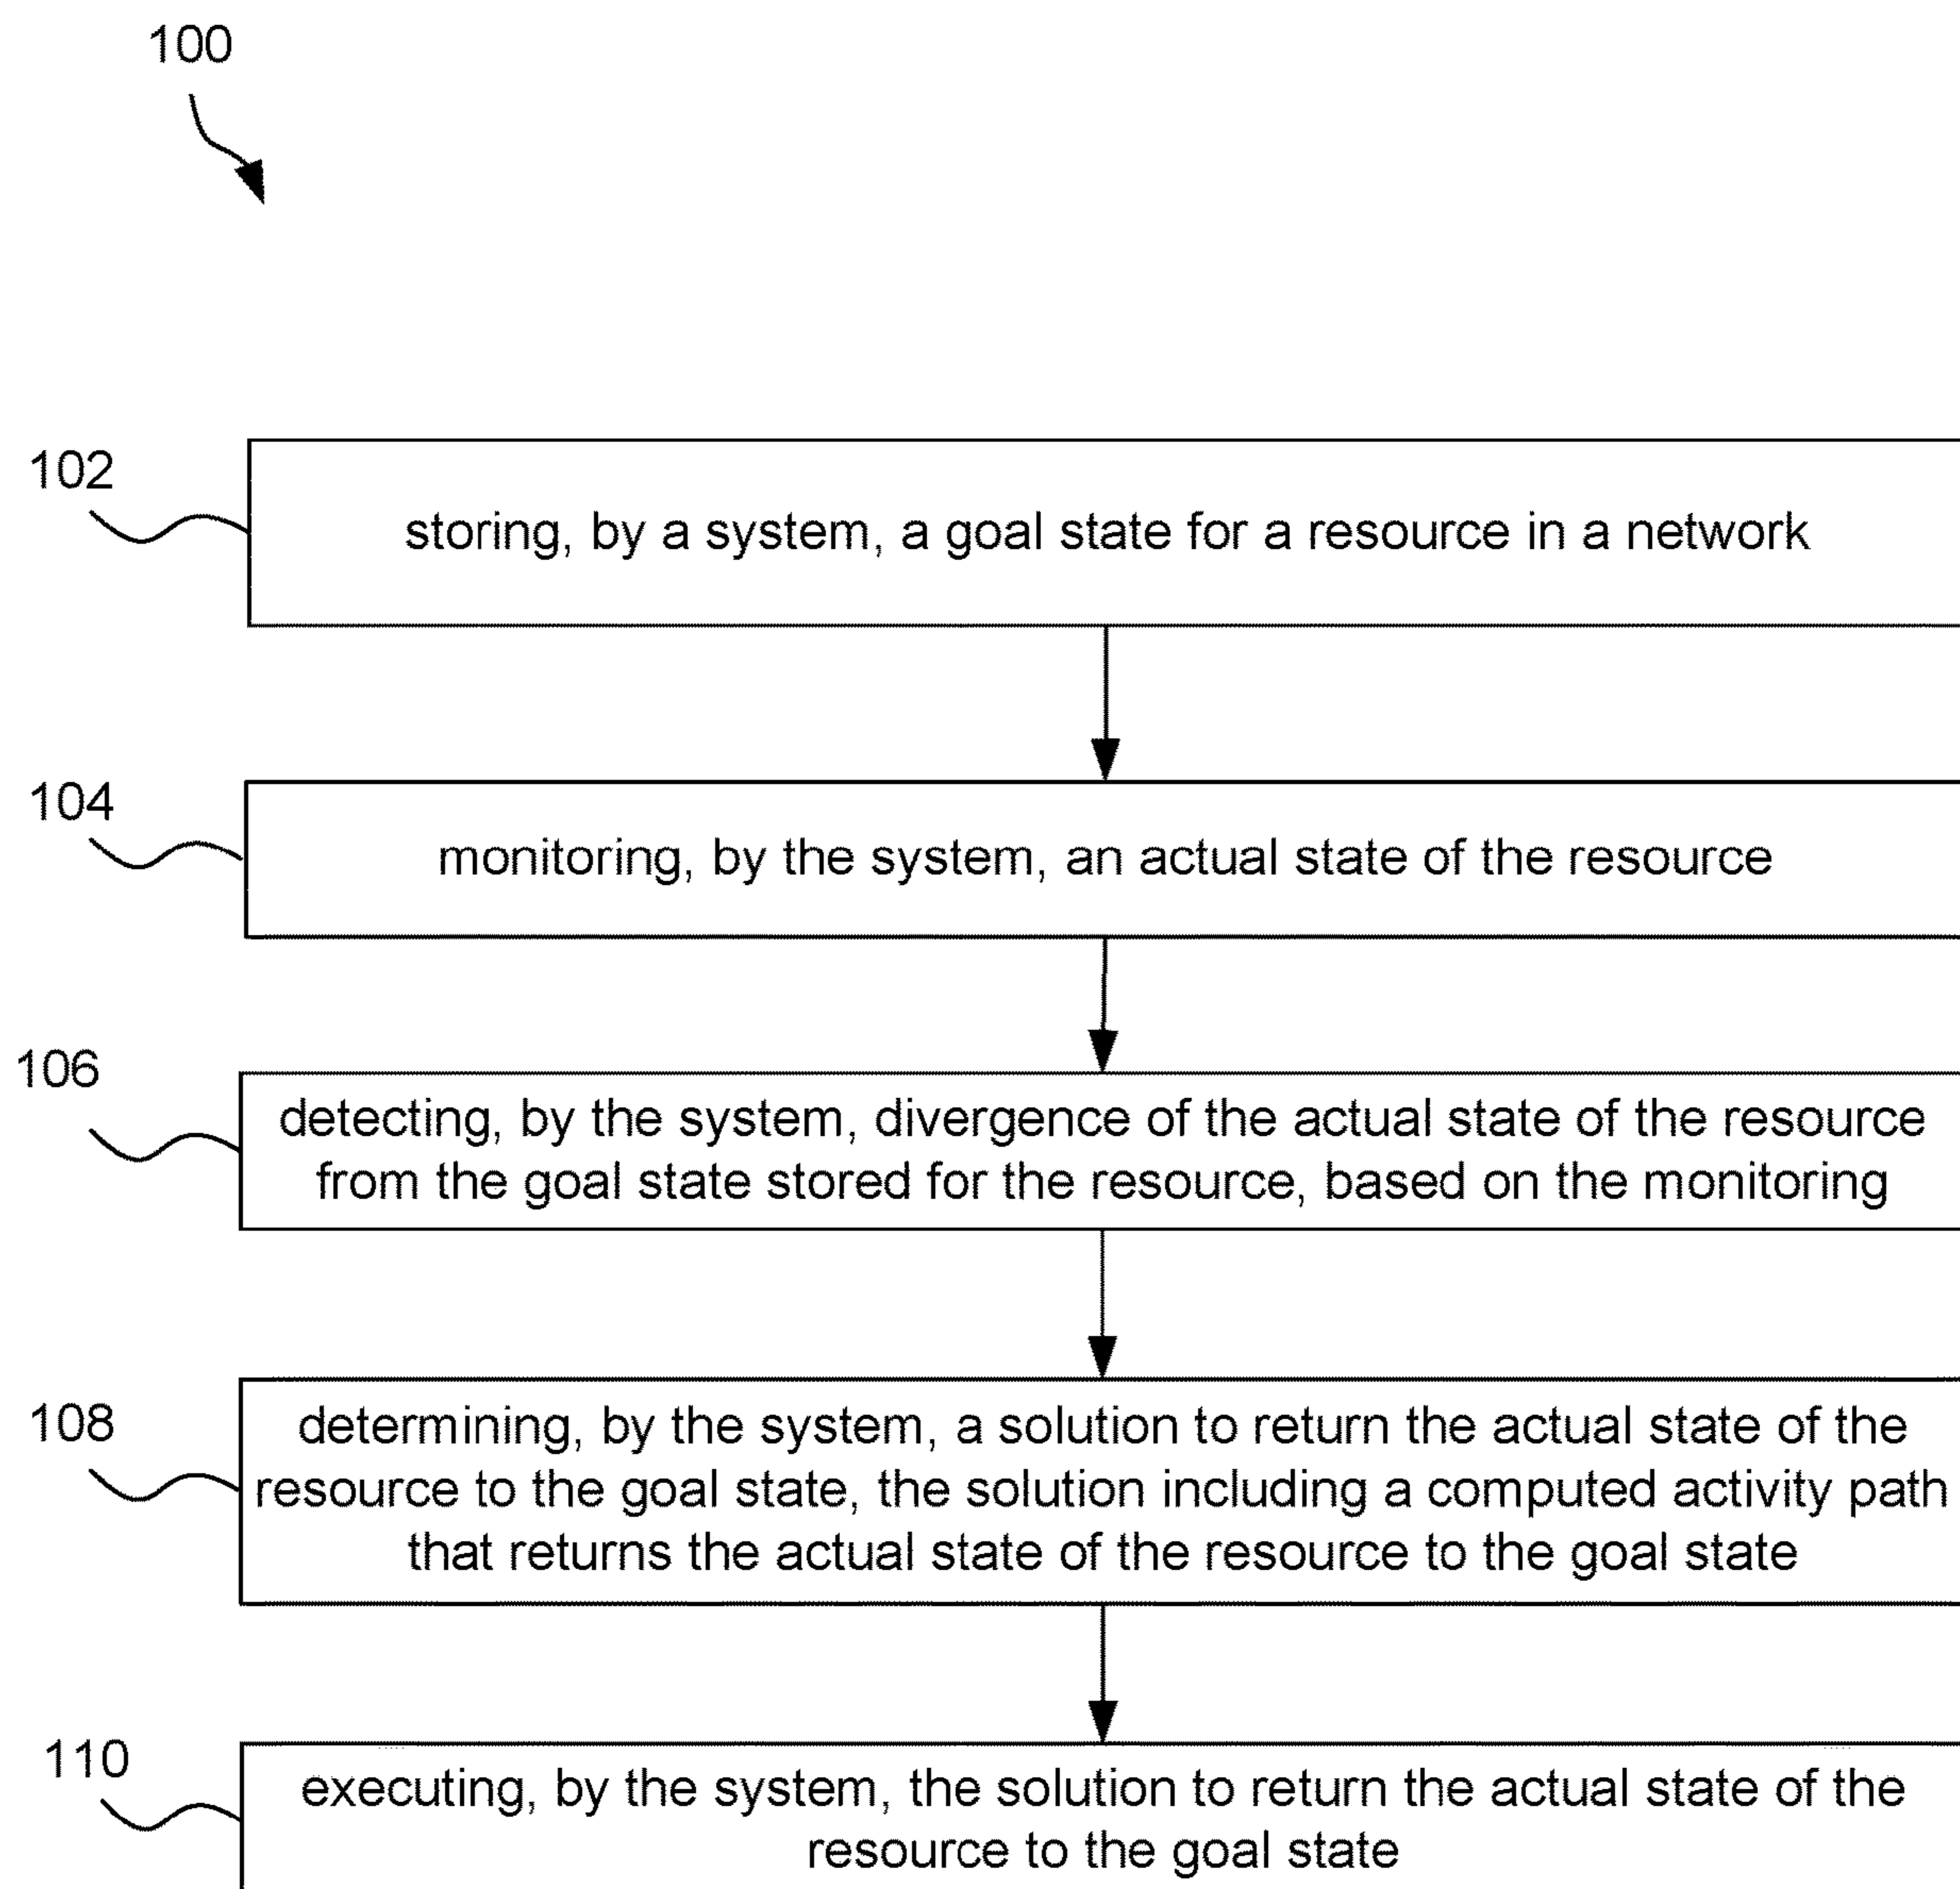 100
102
storing, by a system, a goal state for a resource in a network
104
monitoring, by the system, an actual state of the resource
106
detecting, by the system, divergence of the actual state of the resource
from the goal state stored for the resource, based on the monitoring
108
determining, by the system, a solution to return the actual state of the
resource to the goal state, the solution including a computed activity path
that returns the actual state of the resource to the goal state
110
executing, by the system, the solution to return the actual state of the
resource to the goal state